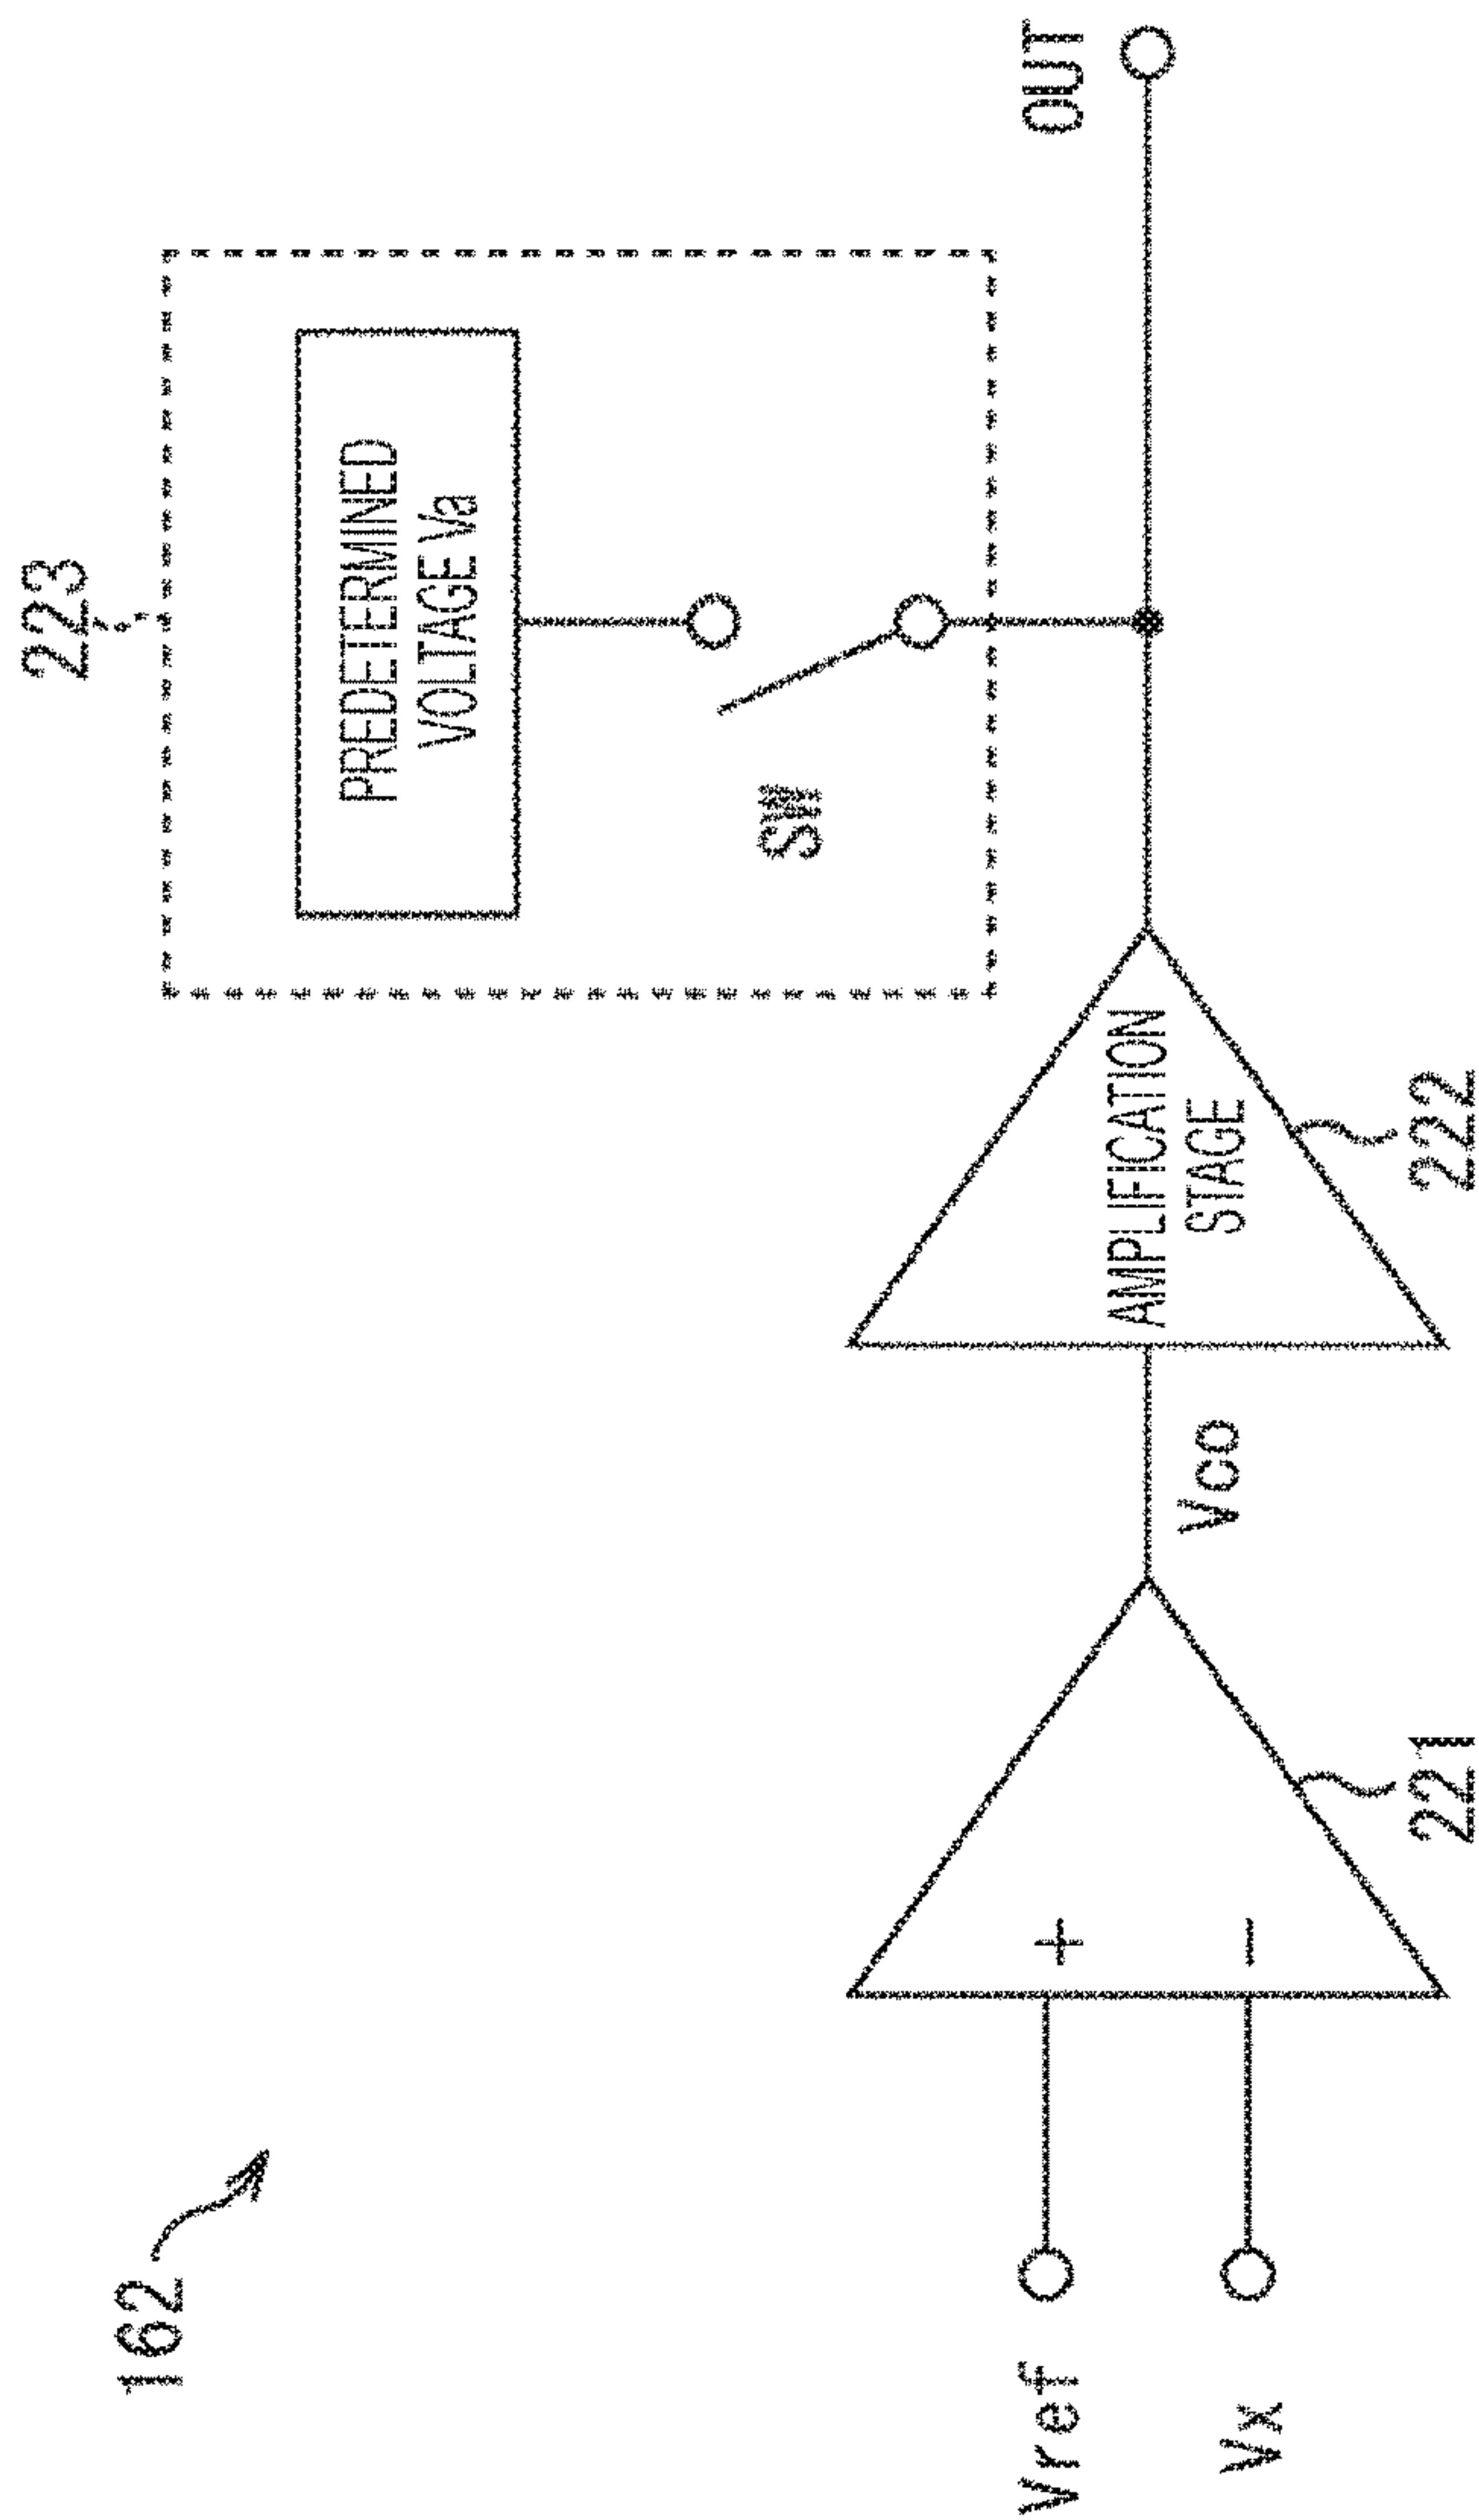 162
223
PREDETERMINED
VOLTAGE Va
SW
OUT
Vref
Vx
+
−
Vco
AMPLIFICATION
STAGE
221
222